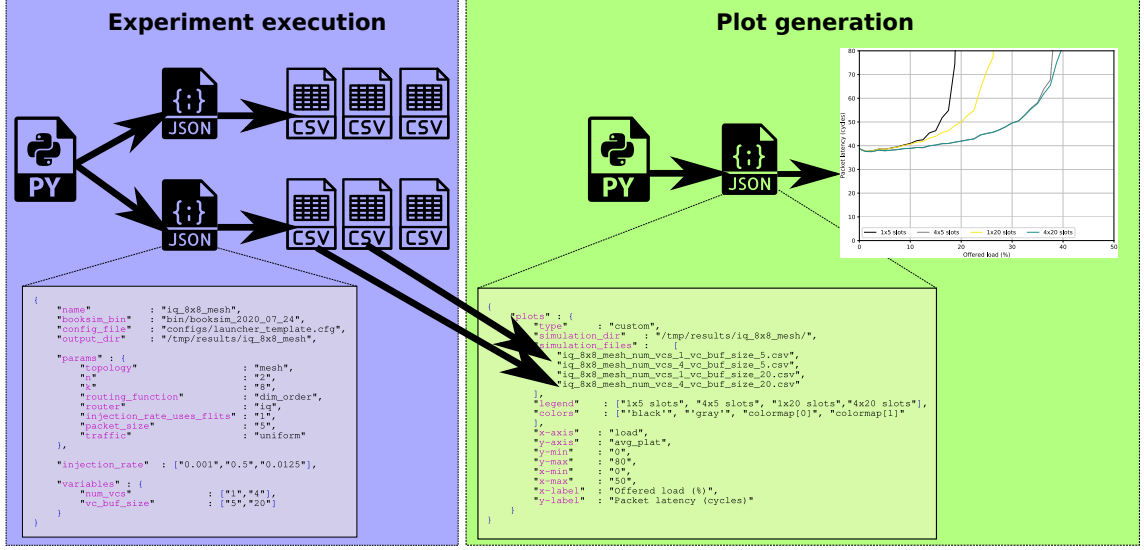 Experiment execution
PY
JSON
CSV
CSV
CSV
JSON
CSV
CSV
CSV
{
"name" : "iq_8x8_mesh",
"booksim_bin" : "bin/booksim_2020_07_24",
"config_file" : "configs/launcher_template.cfg",
"output_dir" : "/tmp/results/iq_8x8_mesh",
"params" : {
"topology" : "mesh",
"n" : "2",
"k" : "8",
"routing_function" : "dim_order",
"router" : "iq",
"injection_rate_uses_flits" : "1",
"packet_size" : "5",
"traffic" : "uniform"
},
"injection_rate" : ["0.001","0.5","0.0125"],
"variables" : {
"num_vcs" : ["1","4"],
"vc_buf_size" : ["5","20"]
}
}
Plot generation
PY
{;}
JSON
80
70
60
50
40
30
20
10
0
Packet latency (cycles)
1x5 slots
4x5 slots
1x20 slots
4x20 slots
0 10 20 30 40 50
Offered load (%)
{
"plots" : {
"type" : "custom",
"simulation_dir" : "/tmp/results/iq_8x8_mesh/",
"simulation_files" : [
"iq_8x8_mesh_num_vcs_1_vc_buf_size_5.csv",
"iq_8x8_mesh_num_vcs_4_vc_buf_size_5.csv",
"iq_8x8_mesh_num_vcs_1_vc_buf_size_20.csv",
"iq_8x8_mesh_num_vcs_4_vc_buf_size_20.csv"
],
"legend" : ["1x5 slots", "4x5 slots", "1x20 slots","4x20 slots"],
"colors" : ["'black'", "'gray'", "colormap[0]", "colormap[1]"
],
"x-axis" : "load",
"y-axis" : "avg_plat",
"y-min" : "0",
"y-max" : "80",
"x-min" : "0",
"x-max" : "50",
"x-label" : "Offered load (%)",
"y-label" : "Packet latency (cycles)"
}
}